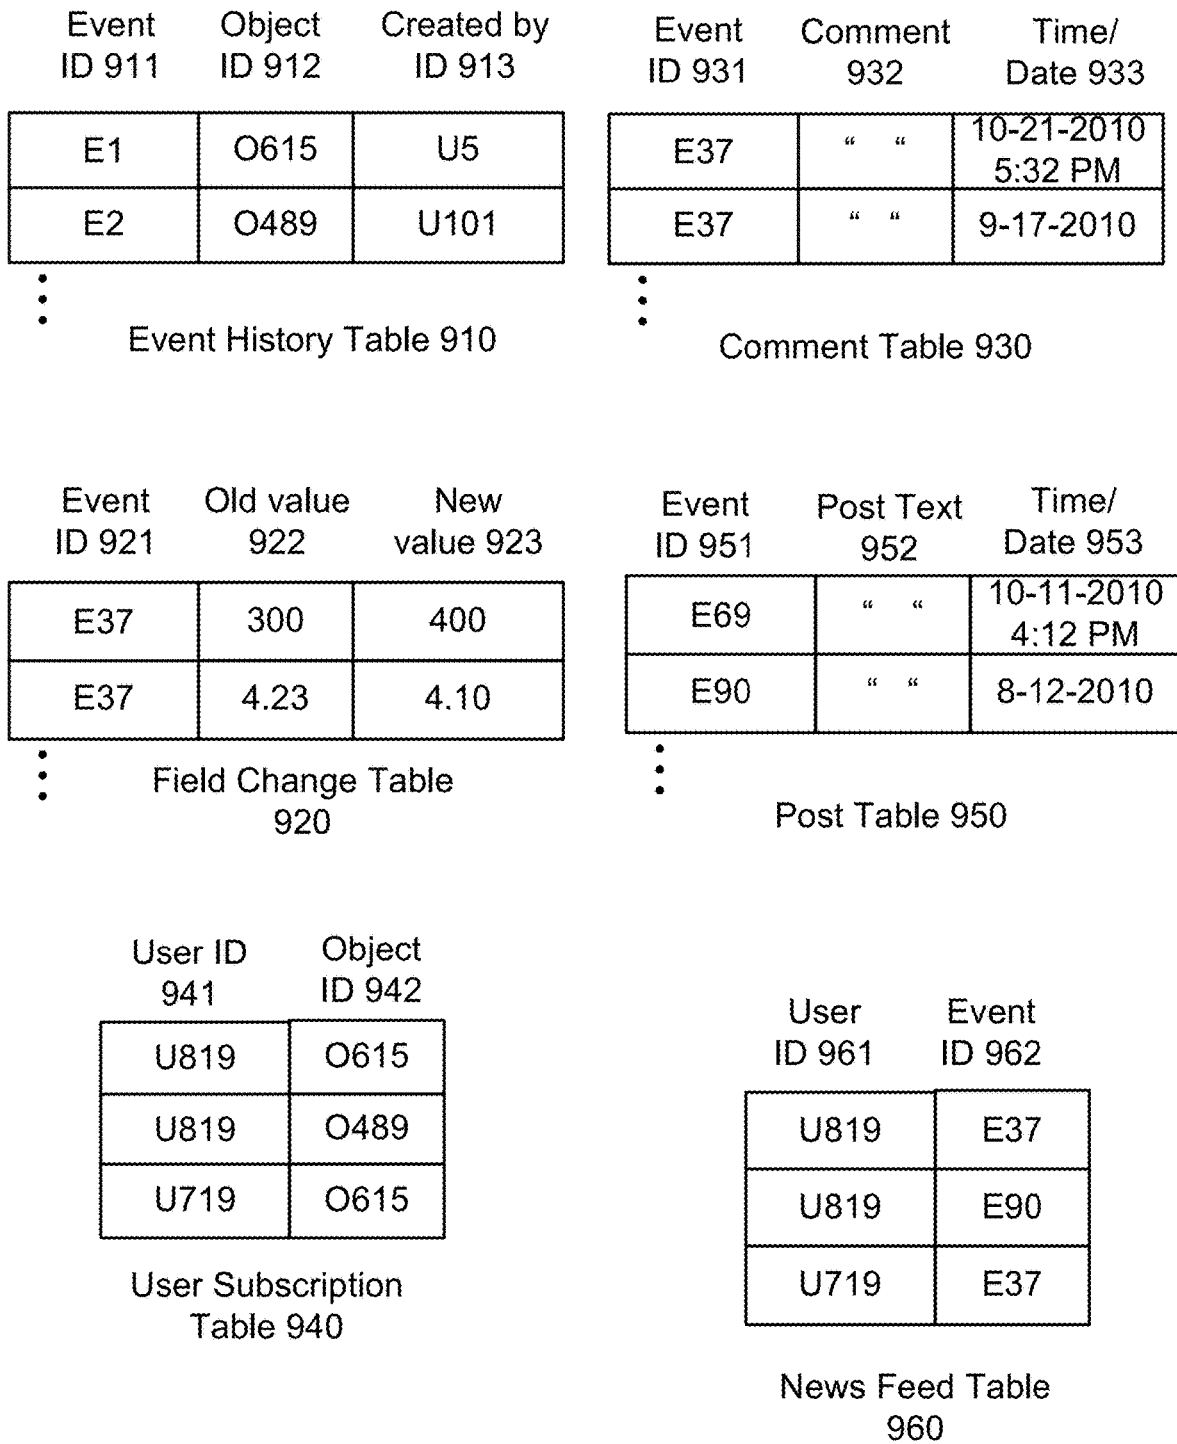 Event ID 911 Object ID 912 Created by ID 913
E1 O615 U5
E2 O489 U101
Event History Table 910
Event ID 931 Comment 932 Time/ Date 933
E37 “ “ 10-21-2010 5:32 PM
E37 “ “ 9-17-2010
Comment Table 930
Event ID 921 Old value 922 New value 923
E37 300 400
E37 4.23 4.10
Field Change Table
920
Event ID 951 Post Text 952 Time/ Date 953
E69 “ “ 10-11-2010 4:12 PM
E90 “ “ 8-12-2010
Post Table 950
User ID 941 Object ID 942
U819 O615
U819 O489
U719 O615
User Subscription
Table 940
User ID 961 Event ID 962
U819 E37
U819 E90
U719 E37
News Feed Table
960